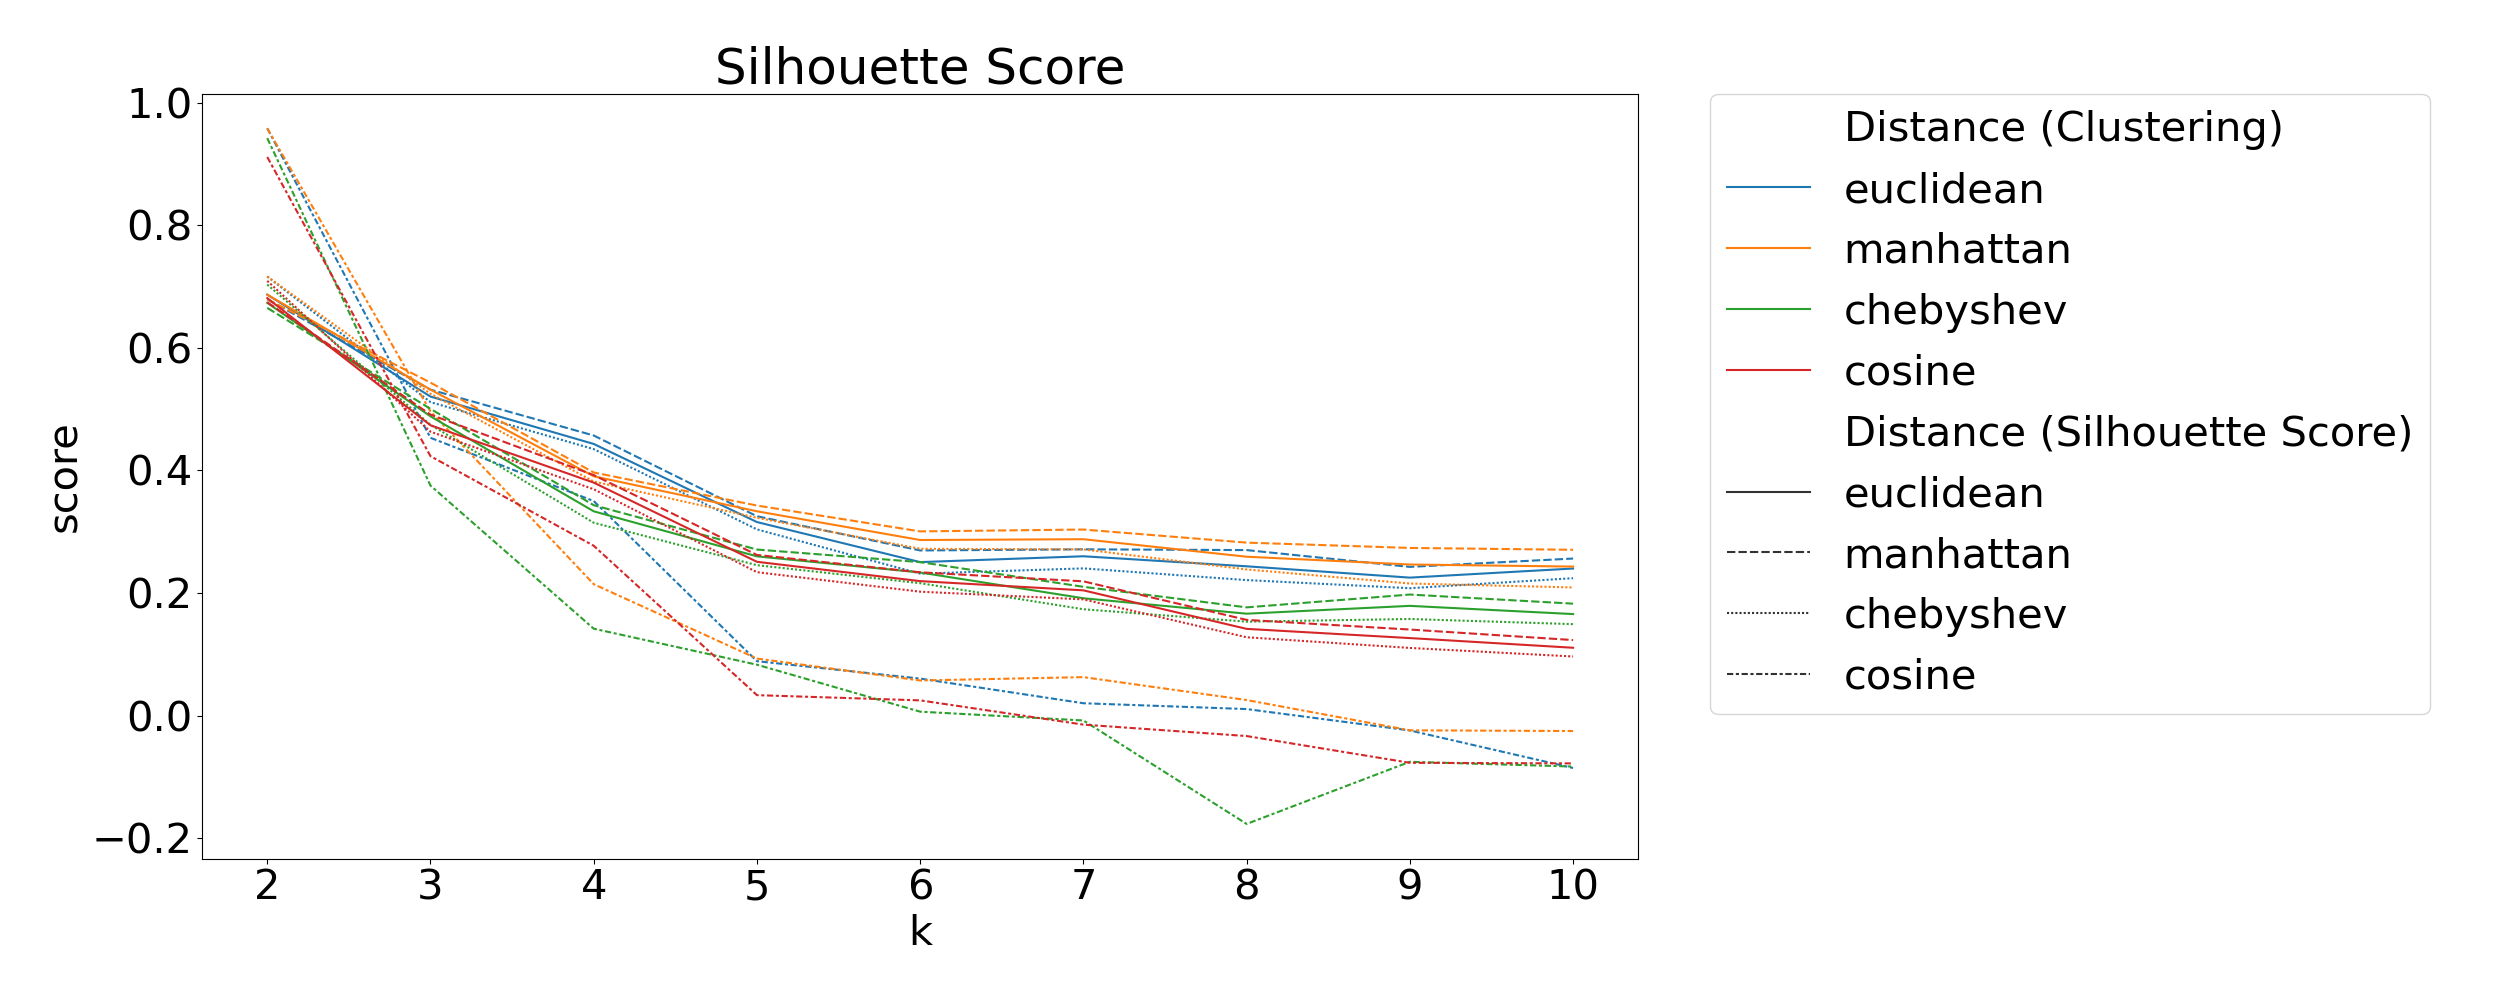 Silhouette Score
1.0
0.8
0.6
0.4
0.2
0.0
−0.2
score
2 3 4 5 6 7 8 9 10
k
Distance (Clustering)
euclidean
manhattan
chebyshev
cosine
Distance (Silhouette Score)
euclidean
manhattan
chebyshev
cosine